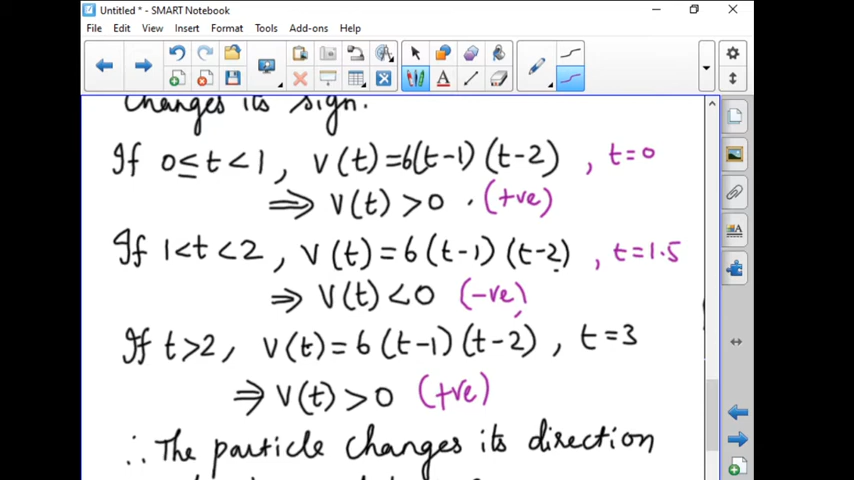 Untitled * - SMART Notebook
File Edit View Insert Format Tools Add-ons Help
changes its sign.
If 0≤t<1, v(t)=6(t-1)(t-2), t=0
⇒ v(t)>0. (+ve)
If 1<t<2, v(t)=6(t-1)(t-2), t=1.5
⇒ v(t)<0 (-ve)
If t>2, v(t)=6(t-1)(t-2), t=3
⇒ v(t)>0 (+ve)
∴ The particle changes its direction